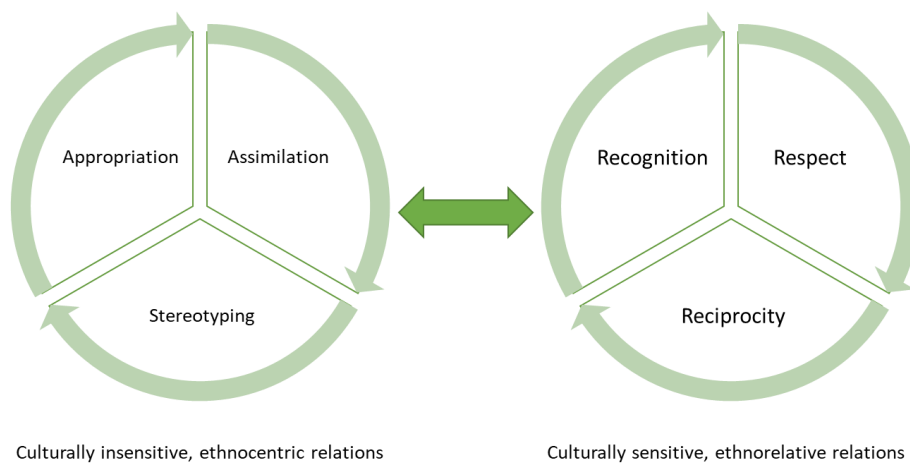 Appropriation
Assimilation
Stereotyping
Culturally insensitive, ethnocentric relations
Recognition
Respect
Reciprocity
Culturally sensitive, ethnorelative relations